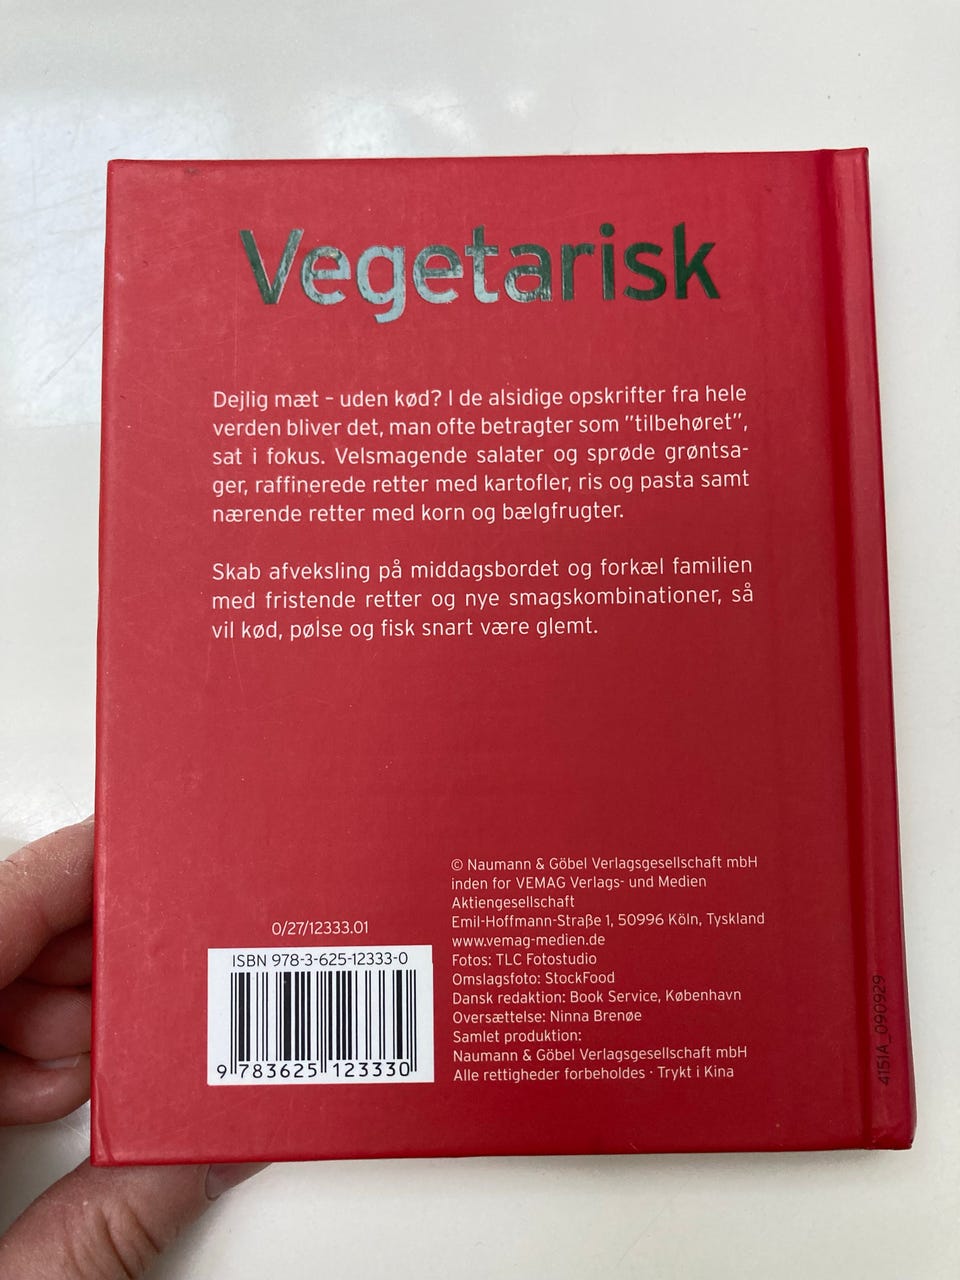 Vegetarisk
Dejlig mæt – uden kød? I de alsidige opskrifter fra hele
verden bliver det, man ofte betragter som ”tilbehøret”,
sat i fokus. Velsmagende salater og sprøde grøntsa-
ger, raffinerede retter med kartofler, ris og pasta samt
nærende retter med korn og bælgfrugter.
Skab afveksling på middagsbordet og forkæl familien
med fristende retter og nye smagskombinationer, så
vil kød, pølse og fisk snart være glemt.
0/27/12333.01
ISBN 978-3-625-12333-0
9 783625 123330
© Naumann & Göbel Verlagsgesellschaft mbH
inden for VEMAG Verlags- und Medien
Aktiengesellschaft
Emil-Hoffmann-Straße 1, 50996 Köln, Tyskland
www.vemag-medien.de
Fotos: TLC Fotostudio
Omslagsfoto: StockFood
Dansk redaktion: Book Service, København
Oversættelse: Ninna Brenøe
Samlet produktion:
Naumann & Göbel Verlagsgesellschaft mbH
Alle rettigheder forbeholdes · Trykt i Kina
4151A_090929